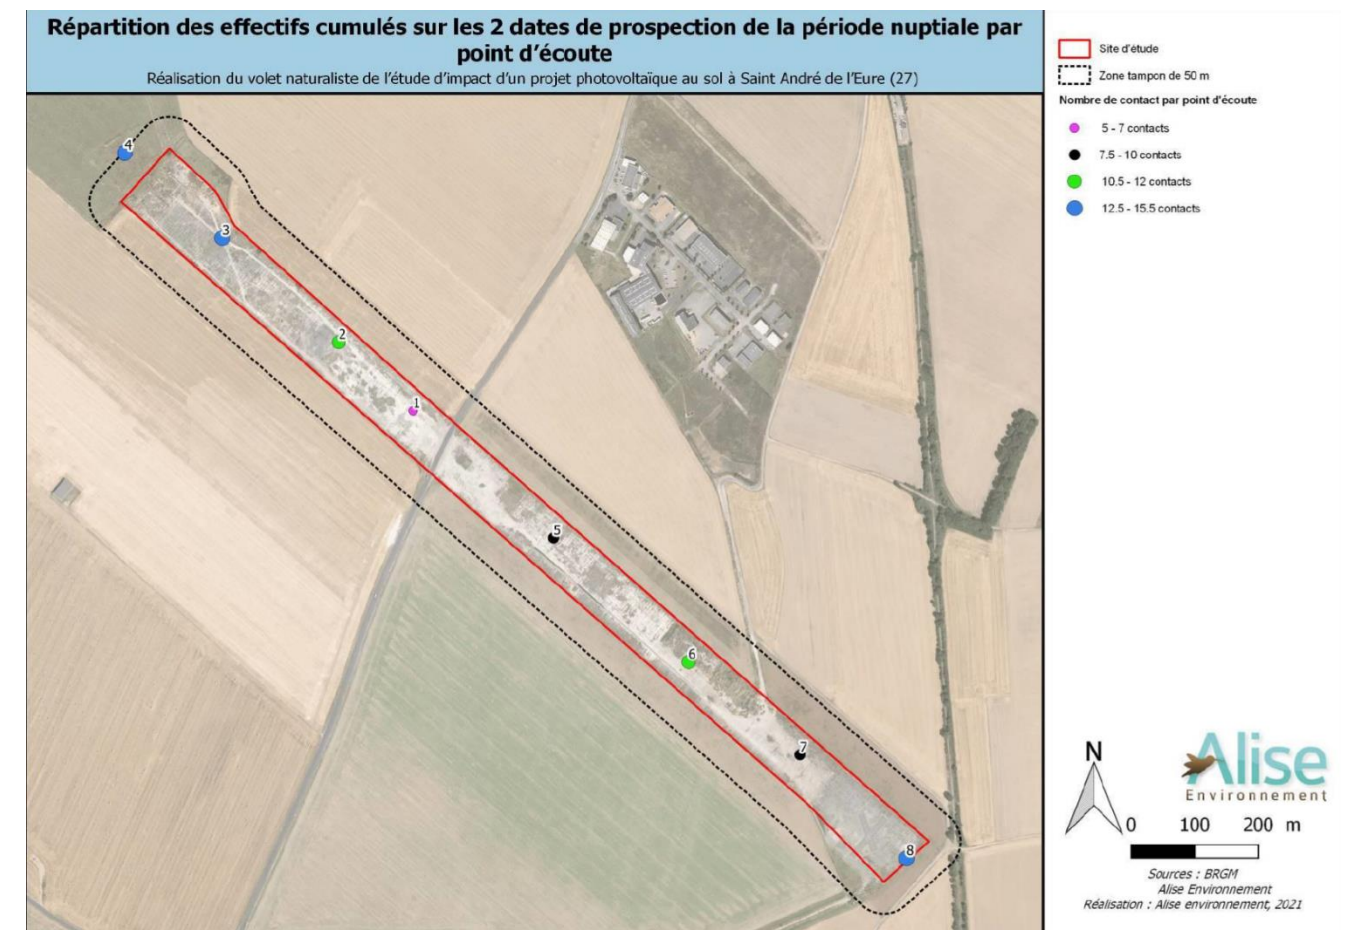 Répartition des effectifs cumulés sur les 2 dates de prospection de la période nuptiale par
point d'écoute
Réalisation du volet naturaliste de l'étude d'impact d'un projet photovoltaïque au sol à Saint André de l'Eure (27)
Site d'étude
Zone tampon de 50 m
Nombre de contact par point d'écoute
5 - 7 contacts
7.5 - 10 contacts
10.5 - 12 contacts
12.5 - 15.5 contacts
4
3
2
1
5
6
7
8
N
Alise
Environnement
0 100 200 m
Sources : BRGM
Alise Environnement
Réalisation : Alise environnement, 2021